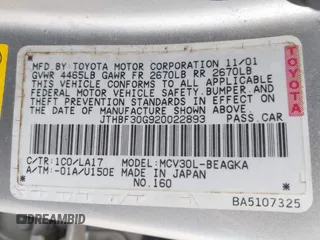 MFD.BY TOYOTA MOTOR CORPORATION 11/01
GVWR 4465LB GAWR FR 2670LB RR 2670LB
THIS VEHICLE CONFORMS TO ALL APPLICABLE
FEDERAL MOTOR VEHICLE SAFETY,BUMPER,AND
THEFT PREVENTION STANDARDS IN EFFECT ON
THE DATE OF MANUFACTURE SHOWN ABOVE.
JTHBF30G920022893 PASS.CAR
C/TR:1C0/LA17 MODEL:MCV30L-BEAGKA
A/TM:-01A/U150E MADE IN JAPAN
NO.160
BA5107325
TOYOTA